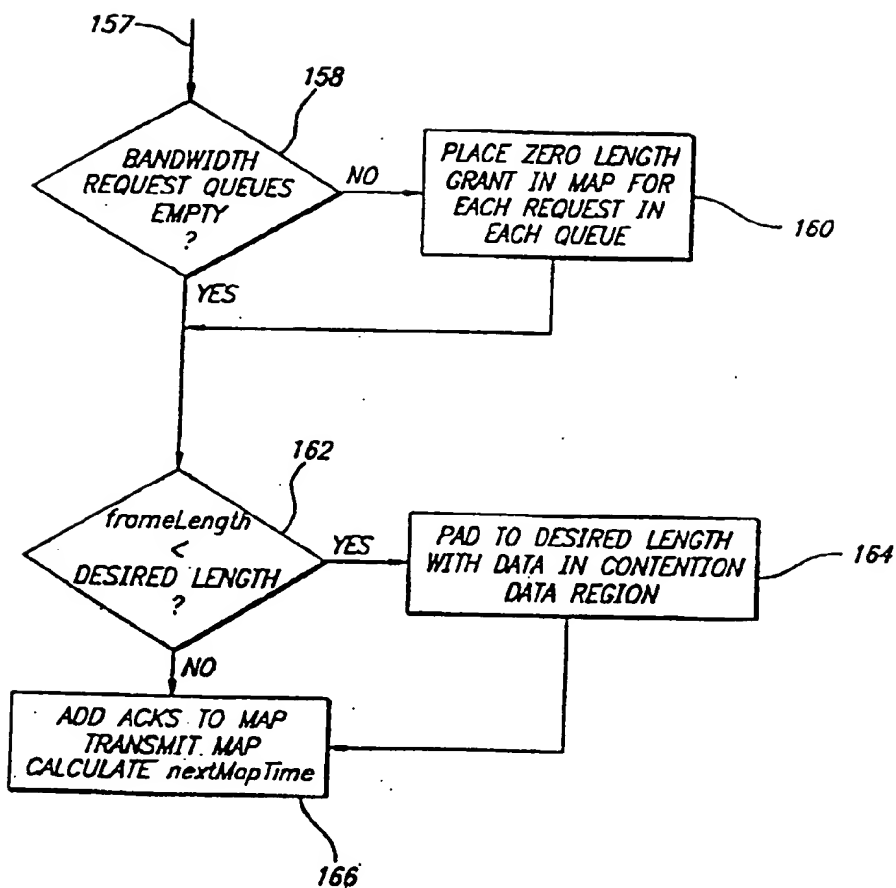 157
158
BANDWIDTH
REQUEST QUEUES
EMPTY
?
NO
PLACE ZERO LENGTH
GRANT IN MAP FOR
EACH REQUEST IN
EACH QUEUE
160
YES
162
frameLength
<
DESIRED LENGTH
?
YES
PAD TO DESIRED LENGTH
WITH DATA IN CONTENTION
DATA REGION
164
NO
ADD ACKS TO MAP
TRANSMIT MAP
CALCULATE nextMapTime
166